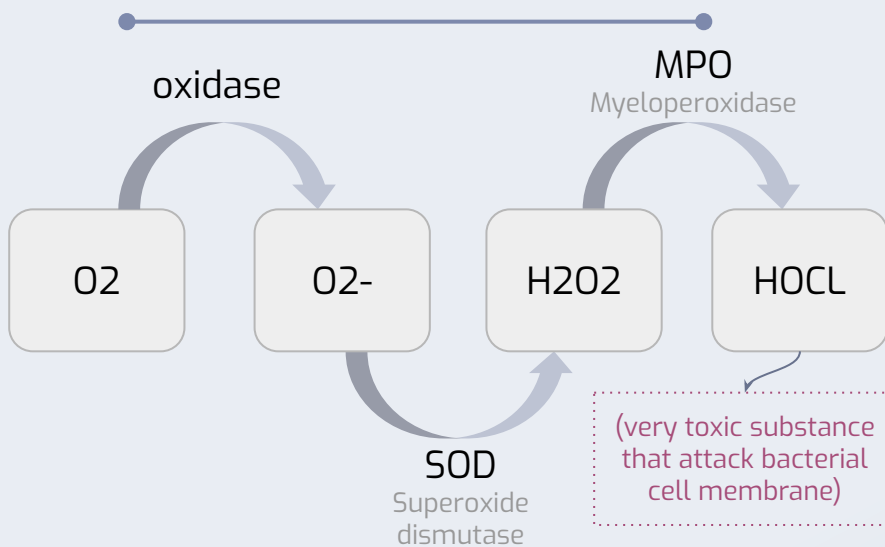 oxidase
MPO
Myeloperoxidase
O2
O2-
H2O2
HOCL
SOD
Superoxide
dismutase
(very toxic substance
that attack bacterial
cell membrane)